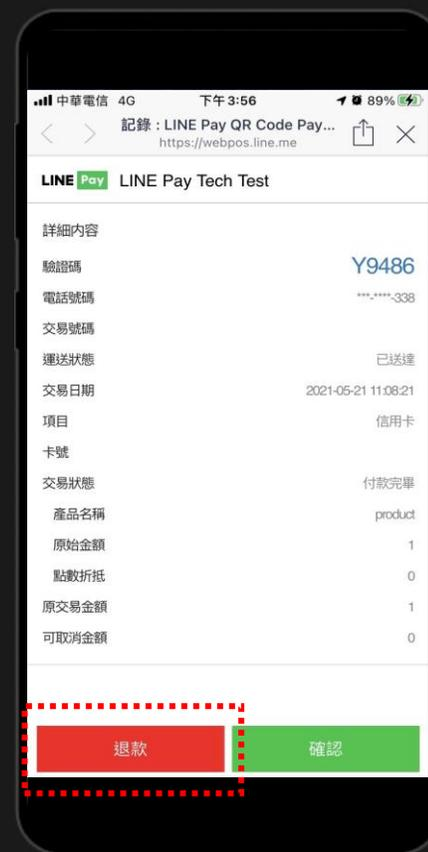 中華電信 4G 下午3:56 89%
記錄 : LINE Pay QR Code Pay...
https://webpos.line.me
LINE Pay LINE Pay Tech Test
詳細內容
驗證碼 Y9486
電話號碼 ***-****-338
交易號碼
運送狀態 已送達
交易日期 2021-05-21 11:08:21
項目 信用卡
卡號
交易狀態 付款完畢
產品名稱 product
原始金額 1
點數折抵 0
原交易金額 1
可取消金額 0
退款 確認